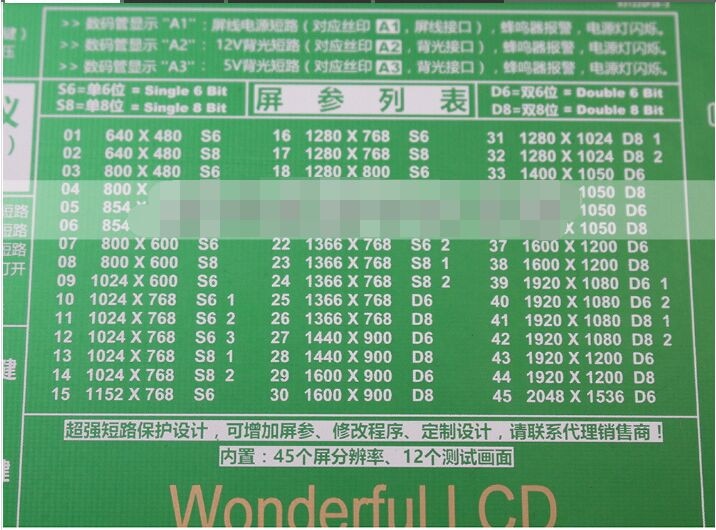 >> 数码管显示 "A1"：屏线电源短路（对应丝印 A1，屏线接口），蜂鸣器报警，电源灯闪烁。
>> 数码管显示 "A2"：12V背光短路（对应丝印 A2，背光接口），蜂鸣器报警，电源灯闪烁。
>> 数码管显示 "A3"： 5V背光短路（对应丝印 A3，背光接口），蜂鸣器报警，电源灯闪烁。
S6=单6位 = Single 6 Bit
S8=单8位 = Single 8 Bit
屏 参 列 表
D6=双6位 = Double 6 Bit
D8=双8位 = Double 8 Bit
01 640 X 480 S6
02 640 X 480 S8
03 800 X 480 S6
04 800 X
05 854
06 854
07 800 X 600 S6
08 800 X 600 S8
09 1024 X 600 S6
10 1024 X 768 S6 1
11 1024 X 768 S6 2
12 1024 X 768 S6 3
13 1024 X 768 S8 1
14 1024 X 768 S8 2
15 1152 X 768 S6
16 1280 X 768 S6
17 1280 X 768 S8
18 1280 X 800 S6
22 1366 X 768 S6 2
23 1366 X 768 S8 1
24 1366 X 768 S8 2
25 1366 X 768 D6
26 1366 X 768 D8
27 1440 X 900 D6
28 1440 X 900 D8
29 1600 X 900 D6
30 1600 X 900 D8
31 1280 X 1024 D8 1
32 1280 X 1024 D8 2
33 1400 X 1050 D6
1050 D8
1050 D6
X 1050 D8
37 1600 X 1200 D6
38 1600 X 1200 D8
39 1920 X 1080 D6 1
40 1920 X 1080 D6 2
41 1920 X 1080 D8 1
42 1920 X 1080 D8 2
43 1920 X 1200 D6
44 1920 X 1200 D8
45 2048 X 1536 D6
超强短路保护设计，可增加屏参、修改程序、定制设计，请联系代理销售商！
内置：45个屏分辨率、12个测试画面
Wonderful LCD
仪
）
短路
短路
短路
打开
建
建